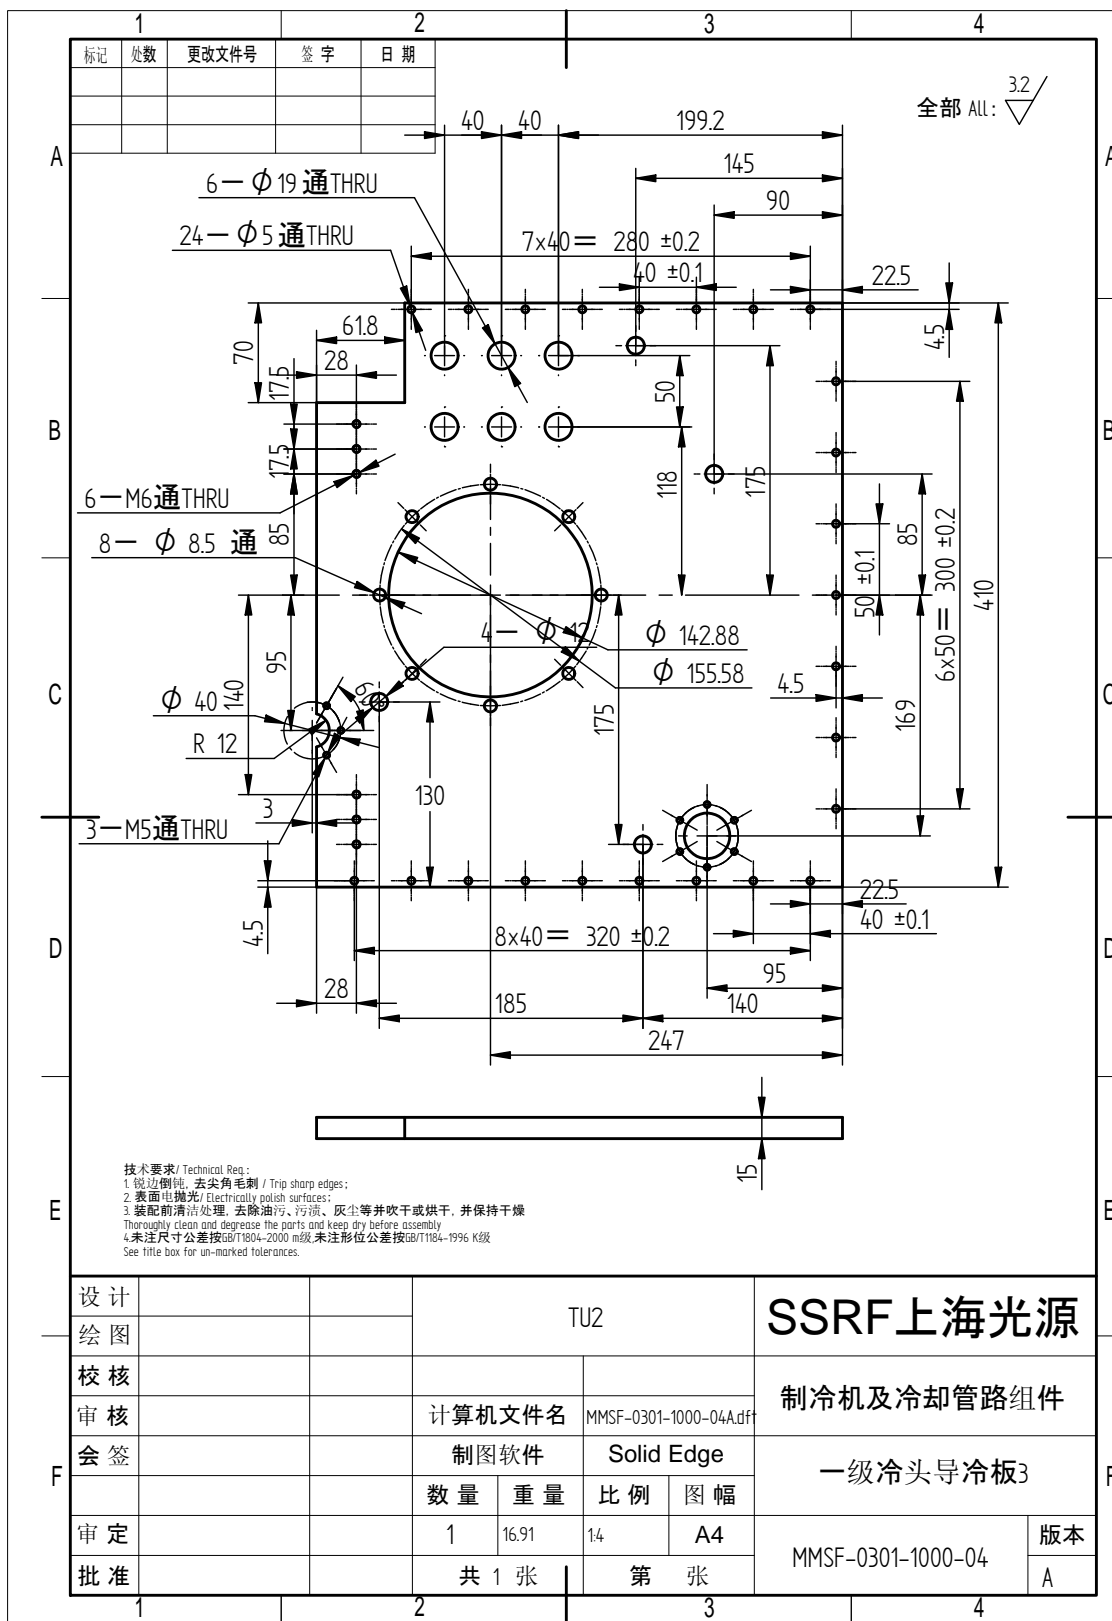 1 2 3 4
标记 处数 更改文件号 签字 日期
3.2
全部 All:
40 40 199.2
A A
145
6-Φ19通THRU
90
24-Φ5通THRU
7x40= 280 ±0.2
40 ±0.1
22.5
61.8
4.5
70
28
17.5
50
B B
17.5
118
175
6-M6通THRU
85
8- Φ 8.5 通
85
50 ±0.1
6x50= 300 ±0.2
410
4- Φ 12
Φ 142.88
95
Φ 155.58
60°
4.5
C C
140
Φ 40
175
169
R 12
130
3
3-M5通THRU
22.5
4.5
8x40= 320 ±0.2
40 ±0.1
D D
95
28
185
140
247
15
技术要求/ Technical Req.:
1. 锐边倒钝, 去尖角毛刺 / Trip sharp edges;
2. 表面电抛光/ Electrically polish surfaces;
3. 装配前清洁处理, 去除油污、污渍、灰尘等并吹干或烘干, 并保持干燥
Thoroughly clean and degrease the parts and keep dry before assembly
4.未注尺寸公差按GB/T1804-2000 m级,未注形位公差按GB/T1184-1996 K级
See title box for un-marked tolerances.
E E
设计
TU2
SSRF上海光源
绘图
校核
制冷机及冷却管路组件
审核
计算机文件名 MMSF-0301-1000-04A.dft
会签
制图软件 Solid Edge
一级冷头导冷板3
F F
数量 重量 比例 图幅
审定
1 16.91 1:4 A4
MMSF-0301-1000-04
版本
批准
共 1 张 第 张
A
1 2 3 4